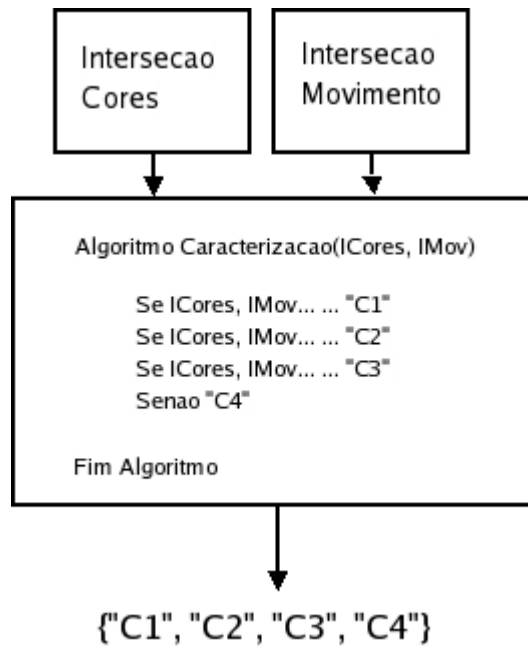 Intersecao
Cores
Intersecao
Movimento
Algoritmo Caracterizacao(ICores, IMov)
Se ICores, IMov... ... "C1"
Se ICores, IMov... ... "C2"
Se ICores, IMov... ... "C3"
Senao "C4"
Fim Algoritmo
{"C1", "C2", "C3", "C4"}